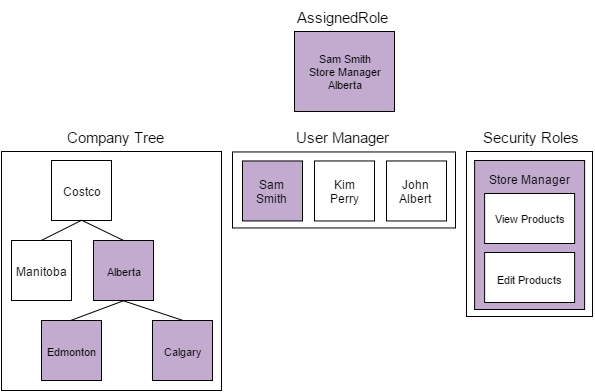 AssignedRole
Sam Smith
Store Manager
Alberta
Company Tree
Costco
Manitoba
Alberta
Edmonton
Calgary
User Manager
Sam
Smith
Kim
Perry
John
Albert
Security Roles
Store Manager
View Products
Edit Products